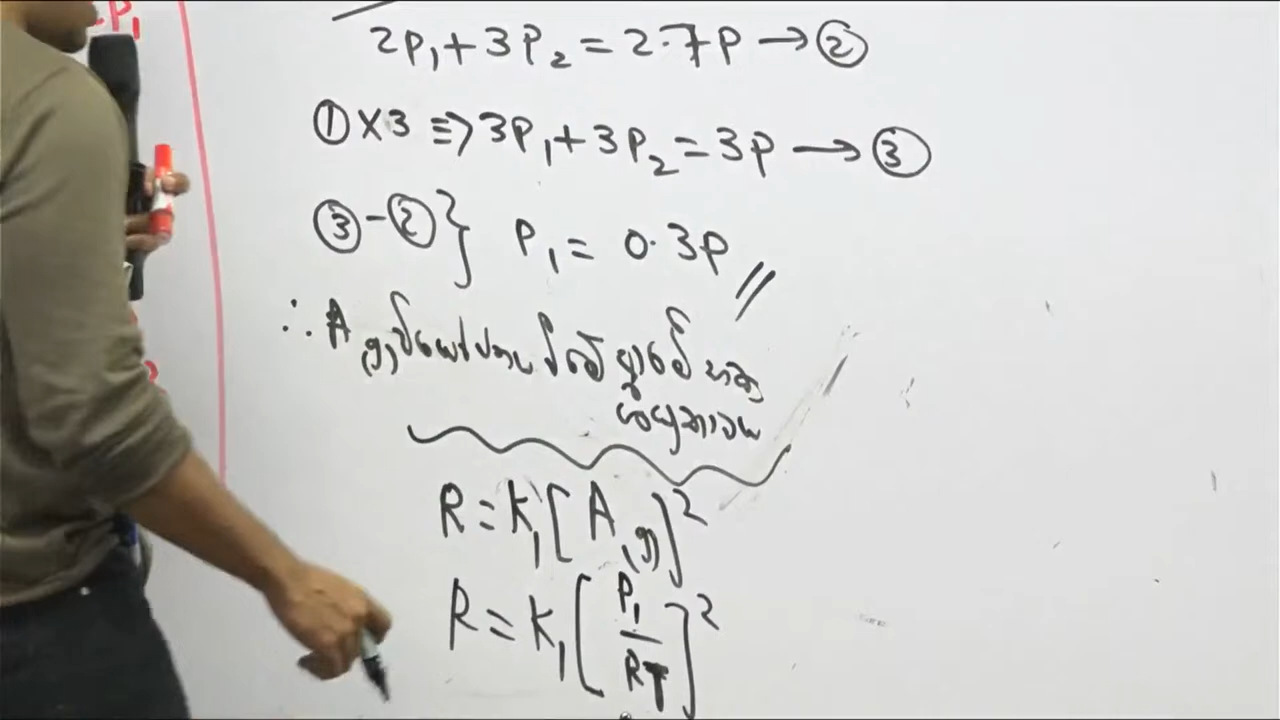 P₁
2P₁ + 3P₂ = 2.7P → ②
① × 3 ⇒ 3P₁ + 3P₂ = 3P → ③
③ - ② } P₁ = 0.3P //
∴ A(g)
R = K₁[A(g)]²
R = K₁[P₁/RT]²